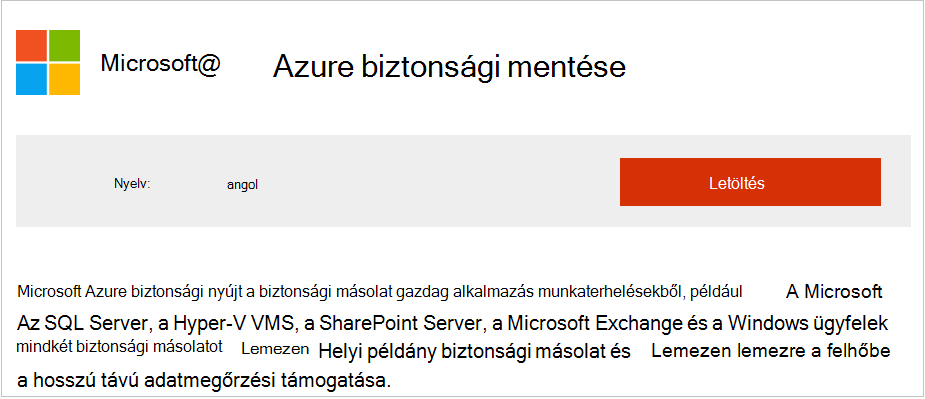 Microsoft@ Azure biztonsági mentése
Nyelv: angol Letöltés
Microsoft Azure biztonsági nyújt a biztonsági másolat gazdag alkalmazás munkaterhelésekből, például A Microsoft
Az SQL Server, a Hyper-V VMS, a SharePoint Server, a Microsoft Exchange és a Windows ügyfelek
mindkét biztonsági másolatot Lemezen Helyi példány biztonsági másolat és Lemezen lemezre a felhőbe
a hosszú távú adatmegőrzési támogatása.